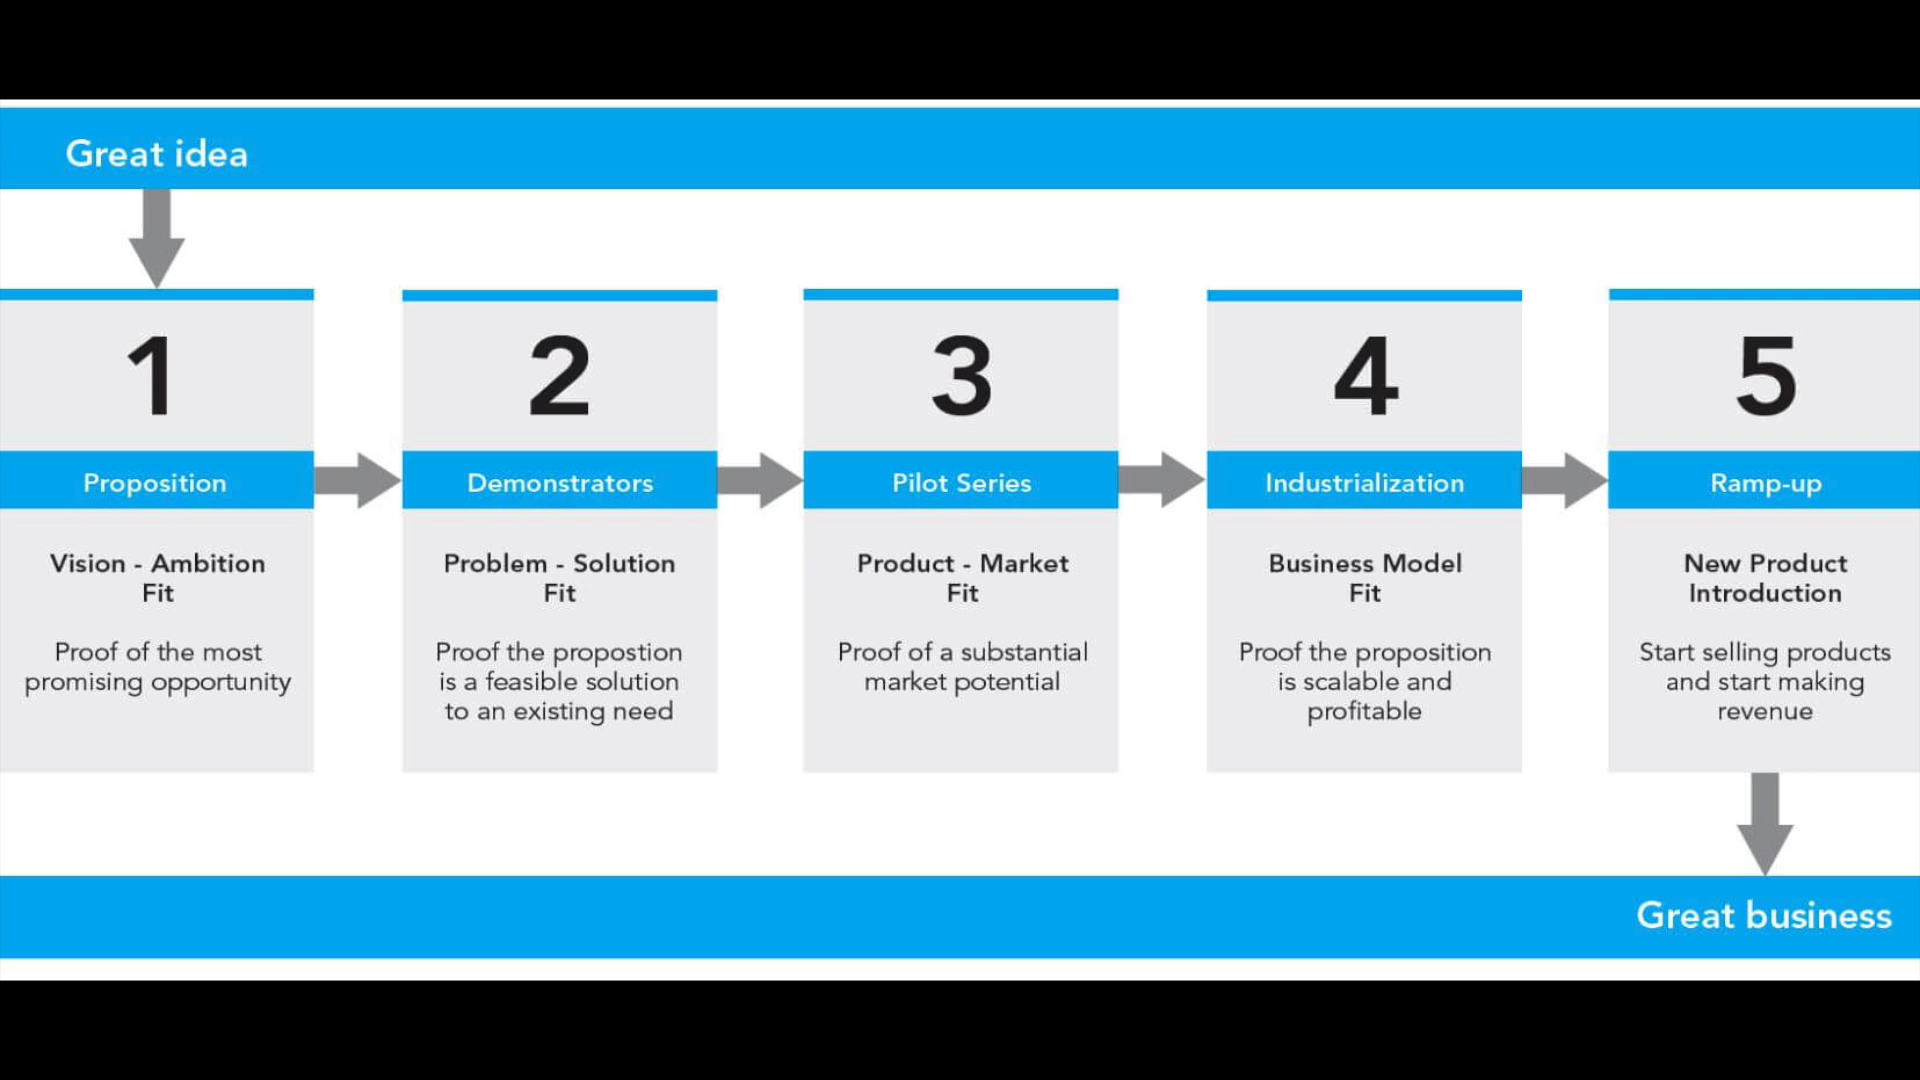 Great idea
1
Proposition
Vision - Ambition
Fit
Proof of the most
promising opportunity
2
Demonstrators
Problem - Solution
Fit
Proof the propostion
is a feasible solution
to an existing need
3
Pilot Series
Product - Market
Fit
Proof of a substantial
market potential
4
Industrialization
Business Model
Fit
Proof the proposition
is scalable and
profitable
5
Ramp-up
New Product
Introduction
Start selling products
and start making
revenue
Great business